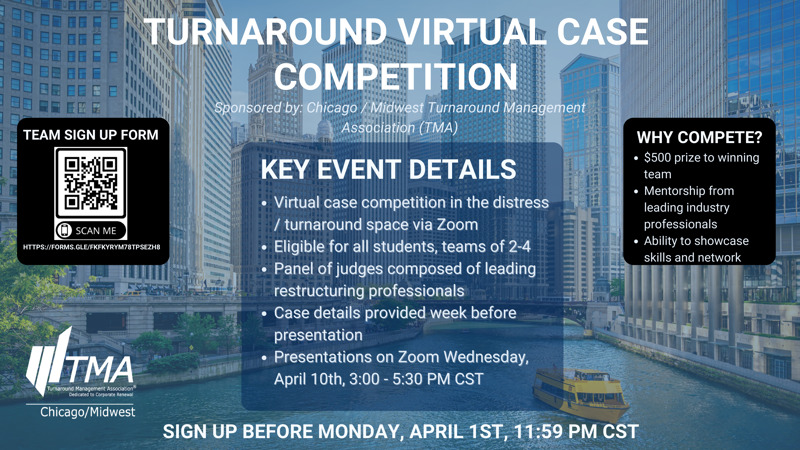 TURNAROUND VIRTUAL CASE
COMPETITION
Sponsored by: Chicago / Midwest Turnaround Management
Association (TMA)
TEAM SIGN UP FORM
SCAN ME
HTTPS://FORMS.GLE/FKFKYRYM78TPSEZH8
KEY EVENT DETAILS
• Virtual case competition in the distress
/ turnaround space via Zoom
• Eligible for all students, teams of 2-4
• Panel of judges composed of leading
restructuring professionals
• Case details provided week before
presentation
• Presentations on Zoom Wednesday,
April 10th, 3:00 - 5:30 PM CST
WHY COMPETE?
• $500 prize to winning
team
• Mentorship from
leading industry
professionals
• Ability to showcase
skills and network
TMA
Turnaround Management Association®
Dedicated to Corporate Renewal
Chicago/Midwest
SIGN UP BEFORE MONDAY, APRIL 1ST, 11:59 PM CST